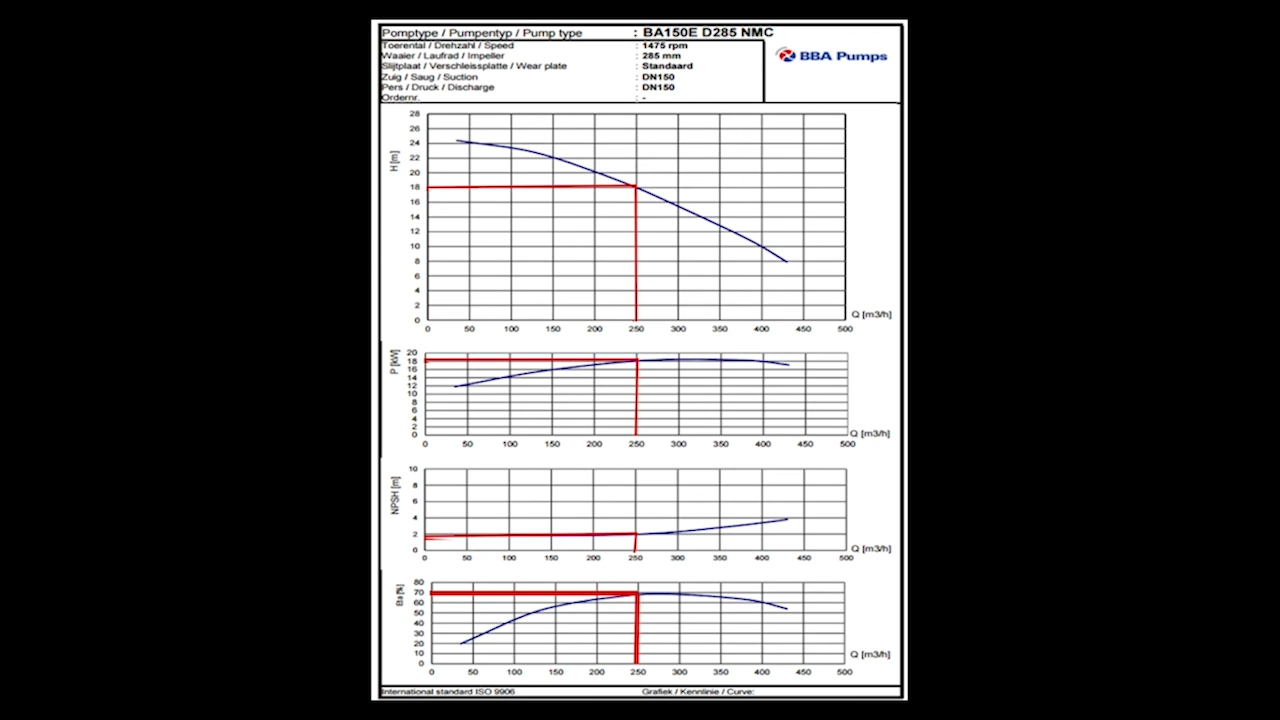 Pomptype / Pumpentyp / Pump type : BA150E D285 NMC
Toerental / Drehzahl / Speed : 1475 rpm
Waaier / Laufrad / Impeller : 285 mm
Slijtplaat / Verschleissplatte / Wear plate : Standaard
Zuig / Saug / Suction : DN150
Pers / Druck / Discharge : DN150
Ordernr. : -
BBA Pumps
H [m]
28
26
24
22
20
18
16
14
12
10
8
6
4
2
0
0 50 100 150 200 250 300 350 400 450 500
Q [m3/h]
P [kW]
20
18
16
14
12
10
8
6
4
2
0
0 50 100 150 200 250 300 350 400 450 500
Q [m3/h]
NPSH [m]
10
8
6
4
2
0
0 50 100 150 200 250 300 350 400 450 500
Q [m3/h]
[%]
80
70
60
50
40
30
20
10
0
0 50 100 150 200 250 300 350 400 450 500
Q [m3/h]
International standard ISO 9906 Grafiek / Kennlinie / Curve: